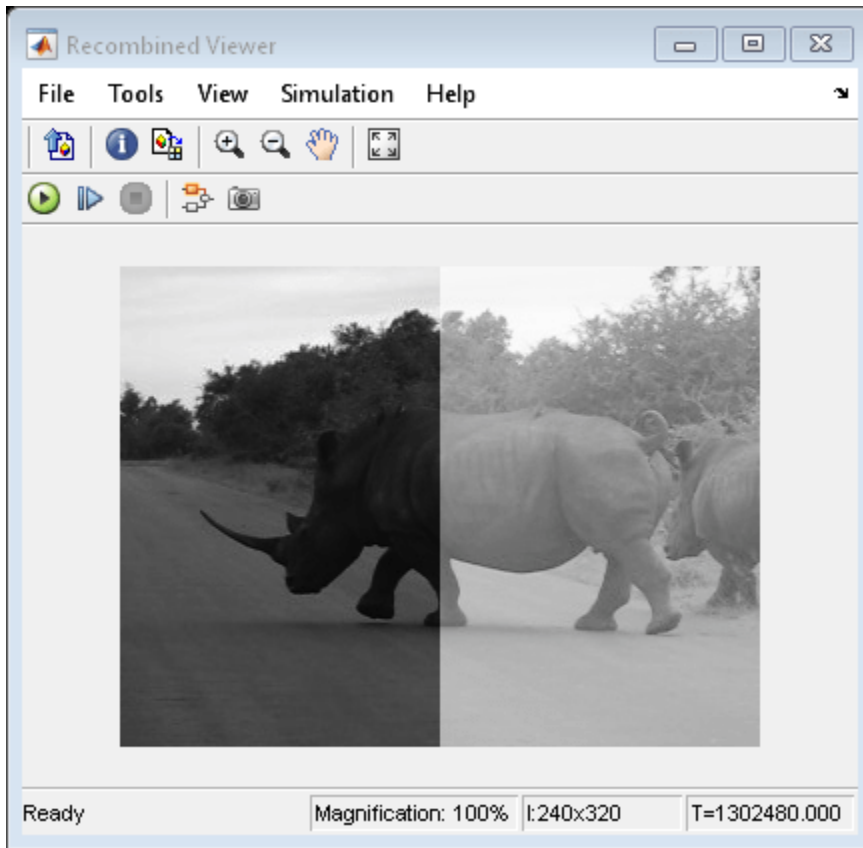 Recombined Viewer
File Tools View Simulation Help
Ready Magnification: 100% I:240x320 T=1302480.000